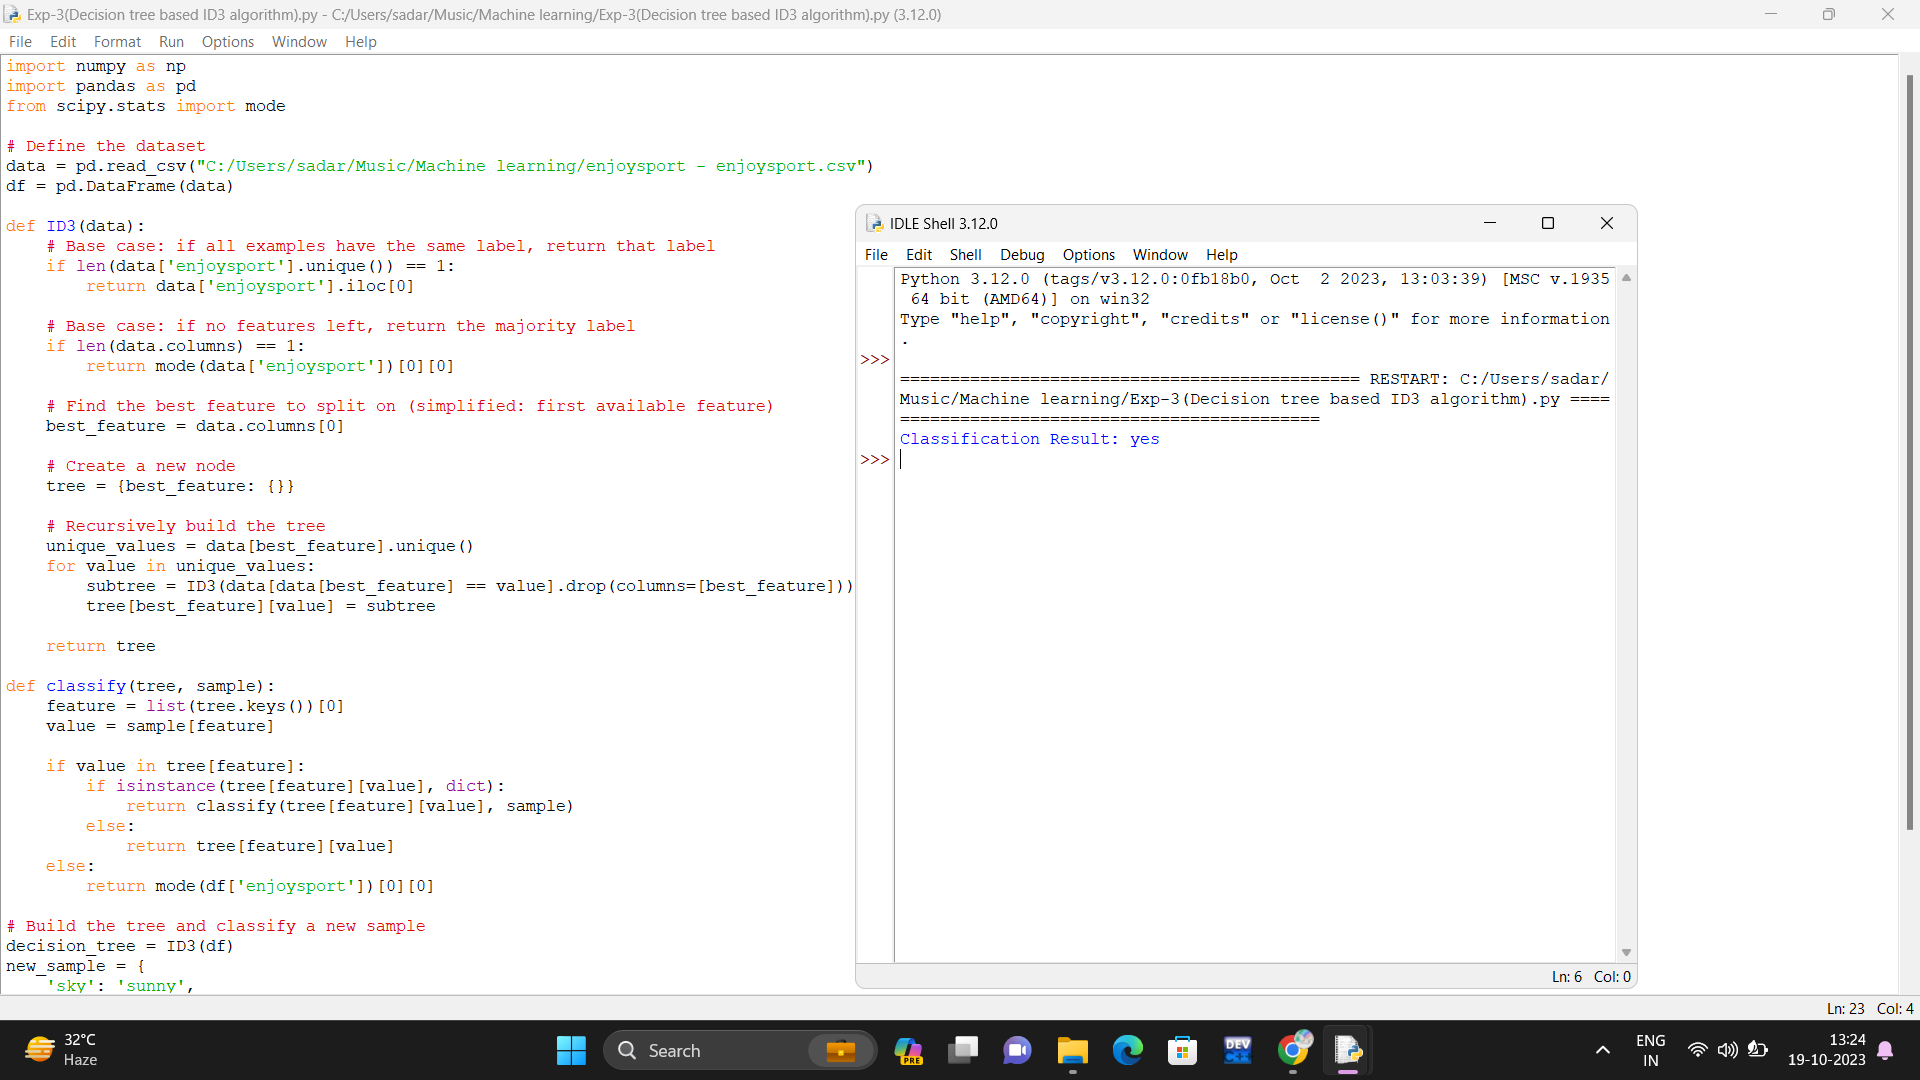 Exp-3(Decision tree based ID3 algorithm).py - C:/Users/sadar/Music/Machine learning/Exp-3(Decision tree based ID3 algorithm).py (3.12.0)
File Edit Format Run Options Window Help
import numpy as np
import pandas as pd
from scipy.stats import mode
# Define the dataset
data = pd.read_csv("C:/Users/sadar/Music/Machine learning/enjoysport - enjoysport.csv")
df = pd.DataFrame(data)
def ID3(data):
    # Base case: if all examples have the same label, return that label
    if len(data['enjoysport'].unique()) == 1:
        return data['enjoysport'].iloc[0]
    # Base case: if no features left, return the majority label
    if len(data.columns) == 1:
        return mode(data['enjoysport'])[0][0]
    # Find the best feature to split on (simplified: first available feature)
    best_feature = data.columns[0]
    # Create a new node
    tree = {best_feature: {}}
    # Recursively build the tree
    unique_values = data[best_feature].unique()
    for value in unique_values:
        subtree = ID3(data[data[best_feature] == value].drop(columns=[best_feature]))
        tree[best_feature][value] = subtree
    return tree
def classify(tree, sample):
    feature = list(tree.keys())[0]
    value = sample[feature]
    if value in tree[feature]:
        if isinstance(tree[feature][value], dict):
            return classify(tree[feature][value], sample)
        else:
            return tree[feature][value]
    else:
        return mode(df['enjoysport'])[0][0]
# Build the tree and classify a new sample
decision_tree = ID3(df)
new_sample = {
    'sky': 'sunny',
IDLE Shell 3.12.0
File Edit Shell Debug Options Window Help
Python 3.12.0 (tags/v3.12.0:0fb18b0, Oct  2 2023, 13:03:39) [MSC v.1935
 64 bit (AMD64)] on win32
Type "help", "copyright", "credits" or "license()" for more information
.
>>>
============================================== RESTART: C:/Users/sadar/
Music/Machine learning/Exp-3(Decision tree based ID3 algorithm).py ====
==========================================
Classification Result: yes
>>>
Ln: 6 Col: 0
Ln: 23 Col: 4
32°C
Haze
Search
PRE
DEV
C++
ENG
IN
13:24
19-10-2023